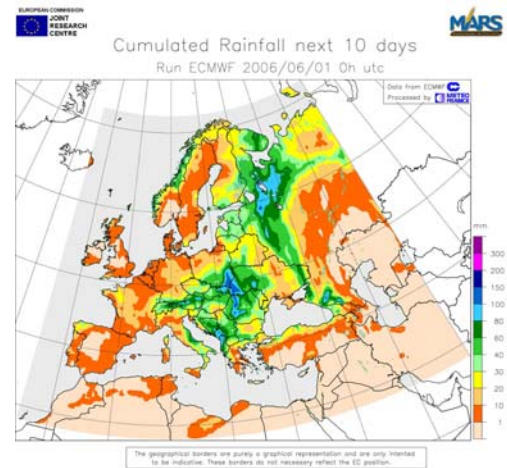 EUROPEAN COMMISSION
JOINT
RESEARCH
CENTRE
MARS
Cumulated Rainfall next 10 days
Run ECMWF 2006/06/01 0h utc
Data from ECMWF
Processed by METEO FRANCE
mm
300
200
150
100
80
60
40
30
20
10
1
The geographical borders are purely a graphical representation and are only intended
to be indicative. These borders do not necessary reflect the EC position.